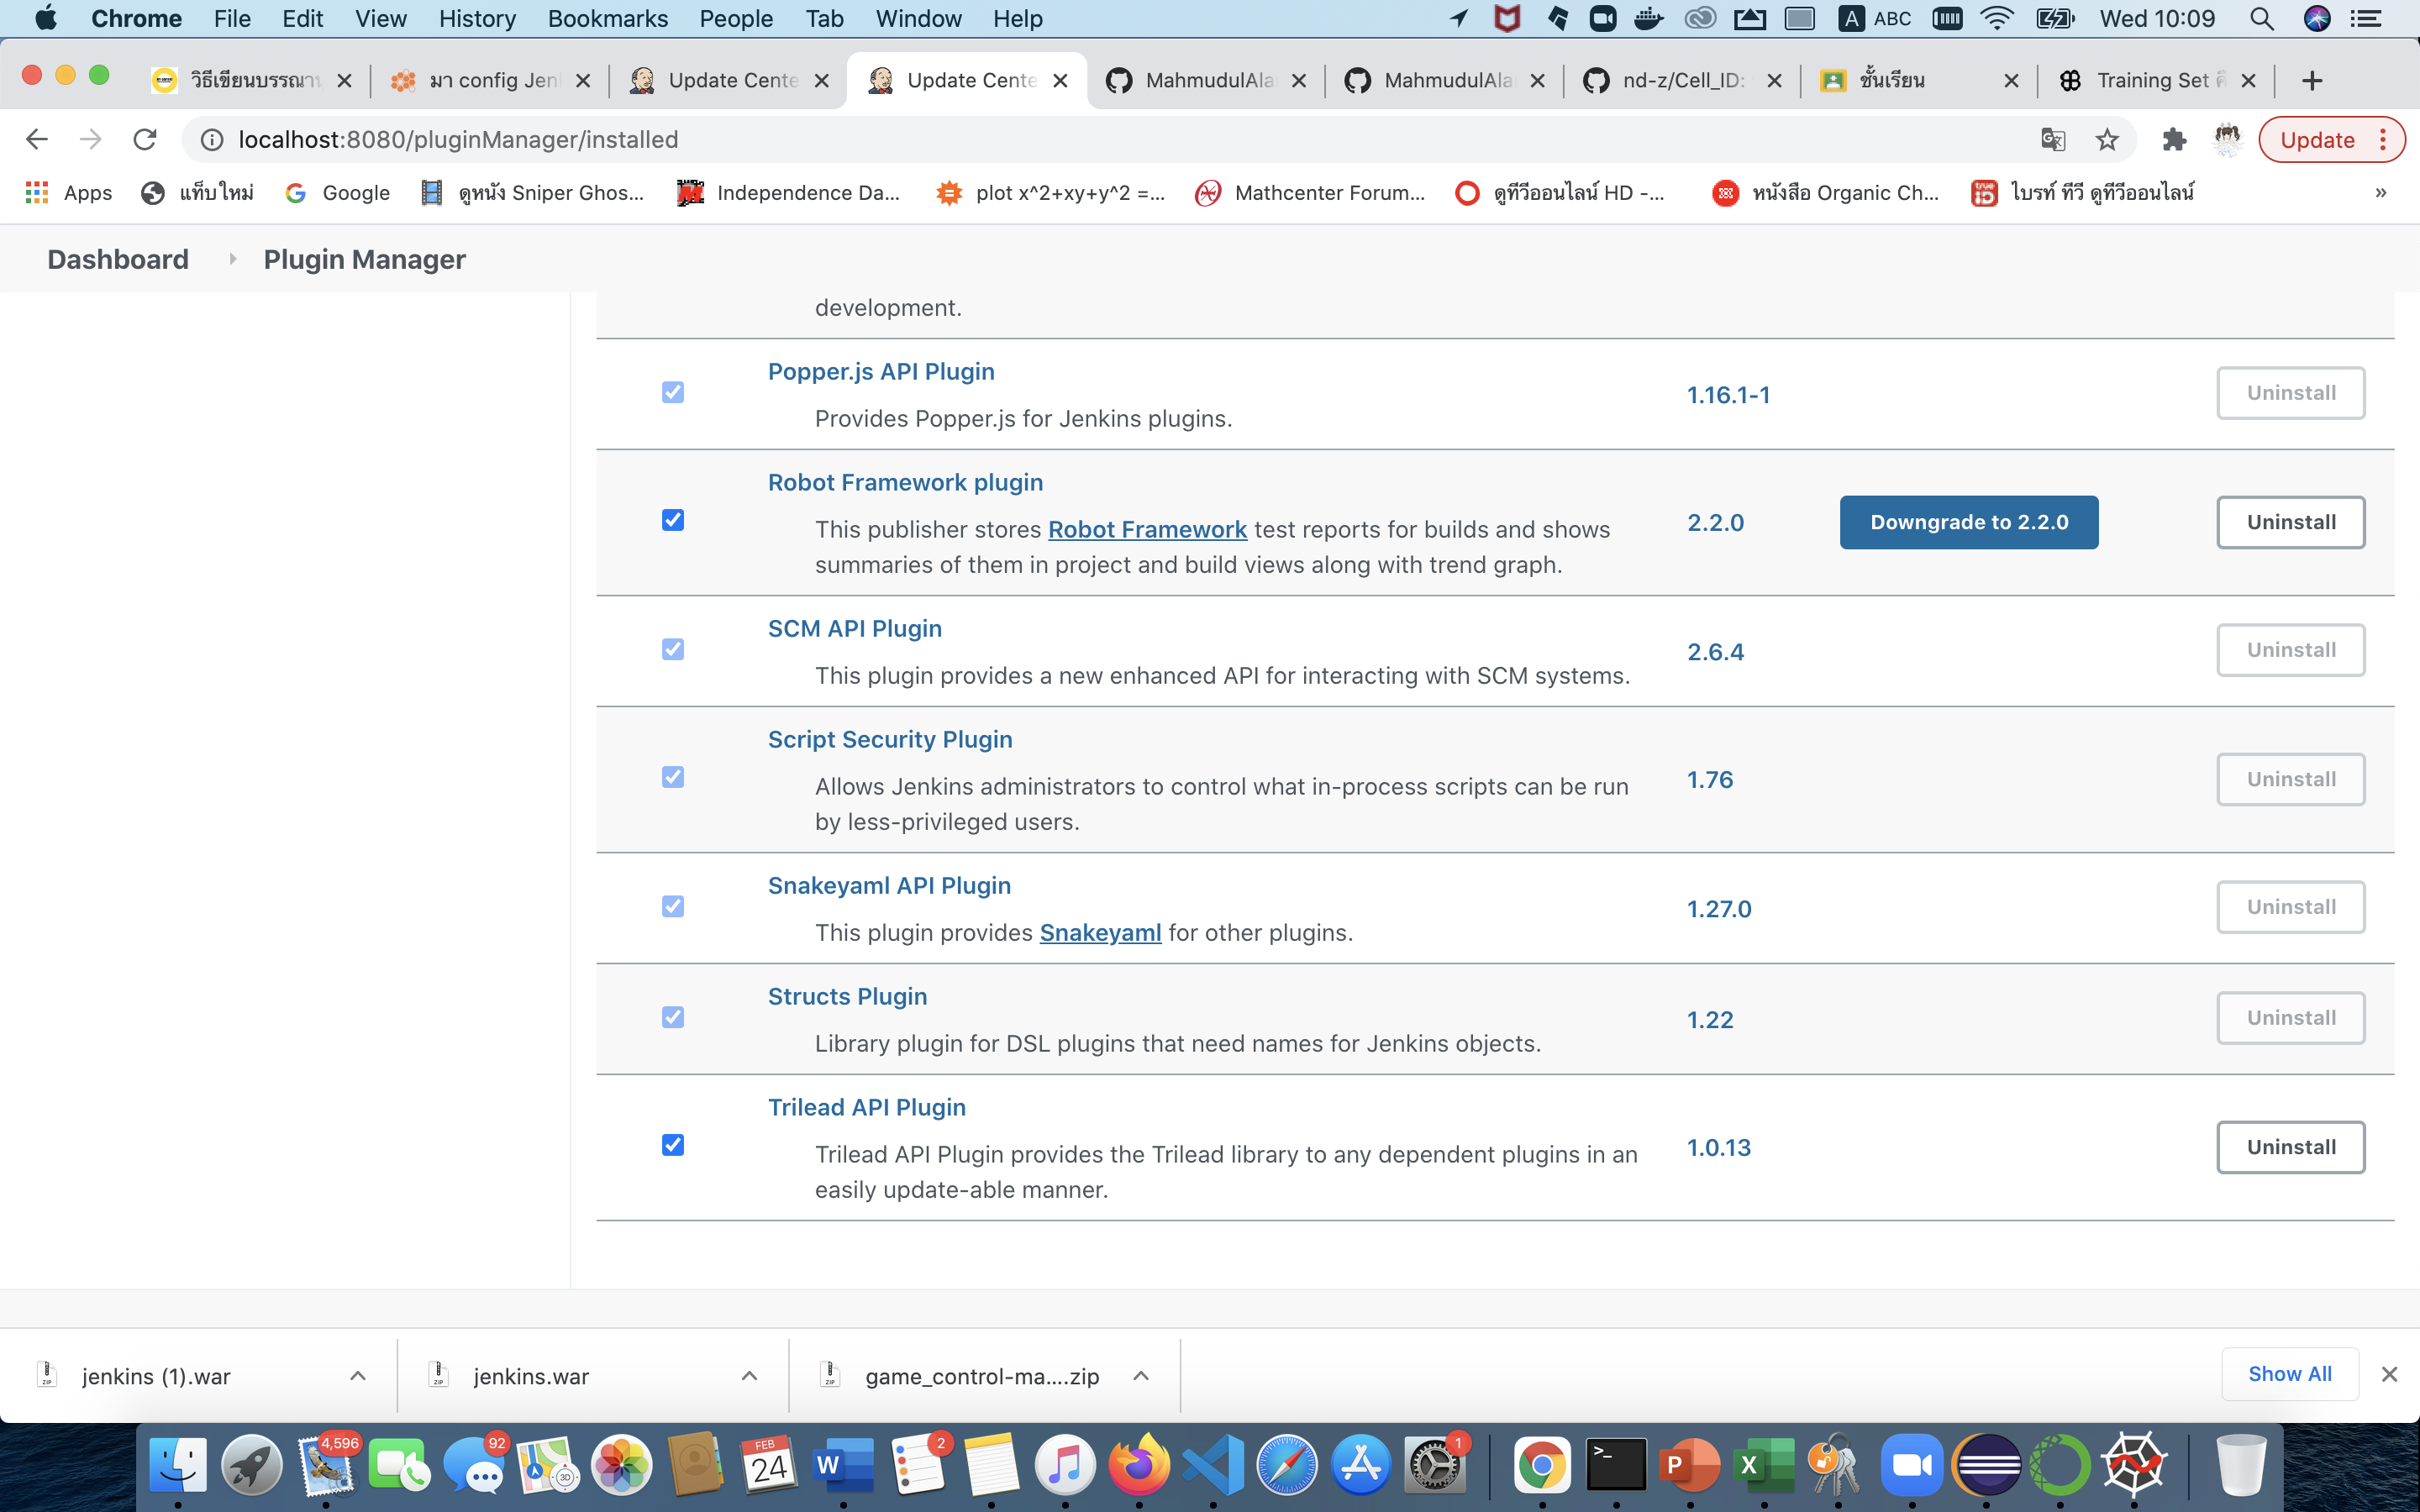 Chrome File Edit View History Bookmarks People Tab Window Help A ABC Wed 10:09
วิธีเขียนบรรณาน มา config Jen Update Cente Update Cente MahmudulAla MahmudulAla nd-z/Cell_ID: ชั้นเรียน Training Set
localhost:8080/pluginManager/installed Update
Apps แท็บใหม่ Google ดูหนัง Sniper Ghos... Independence Da... plot x^2+xy+y^2 =... Mathcenter Forum... ดูทีวีออนไลน์ HD -... หนังสือ Organic Ch... ไบรท์ ทีวี ดูทีวีออนไลน์ »
Dashboard Plugin Manager
development.
Popper.js API Plugin
Provides Popper.js for Jenkins plugins.
1.16.1-1
Uninstall
Robot Framework plugin
This publisher stores Robot Framework test reports for builds and shows
summaries of them in project and build views along with trend graph.
2.2.0
Downgrade to 2.2.0
Uninstall
SCM API Plugin
This plugin provides a new enhanced API for interacting with SCM systems.
2.6.4
Uninstall
Script Security Plugin
Allows Jenkins administrators to control what in-process scripts can be run
by less-privileged users.
1.76
Uninstall
Snakeyaml API Plugin
This plugin provides Snakeyaml for other plugins.
1.27.0
Uninstall
Structs Plugin
Library plugin for DSL plugins that need names for Jenkins objects.
1.22
Uninstall
Trilead API Plugin
Trilead API Plugin provides the Trilead library to any dependent plugins in an
easily update-able manner.
1.0.13
Uninstall
jenkins (1).war jenkins.war game_control-ma....zip Show All
4,596 92 FEB 24 W 2 1 P X